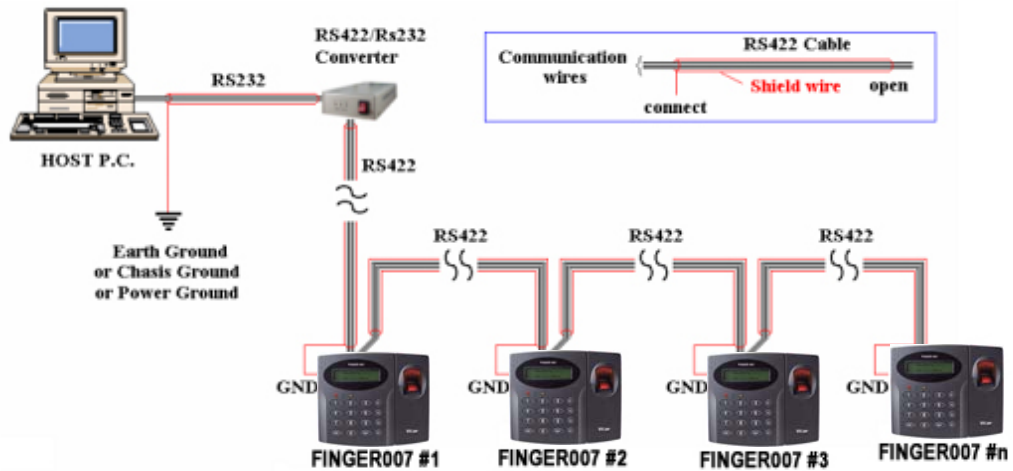 RS422/Rs232
Converter
RS232
HOST P.C.
Earth Ground
or Chasis Ground
or Power Ground
RS422
Communication
wires
RS422 Cable
Shield wire
connect
open
RS422
RS422
RS422
GND
GND
GND
GND
FINGER007 #1
FINGER007 #2
FINGER007 #3
FINGER007 #n